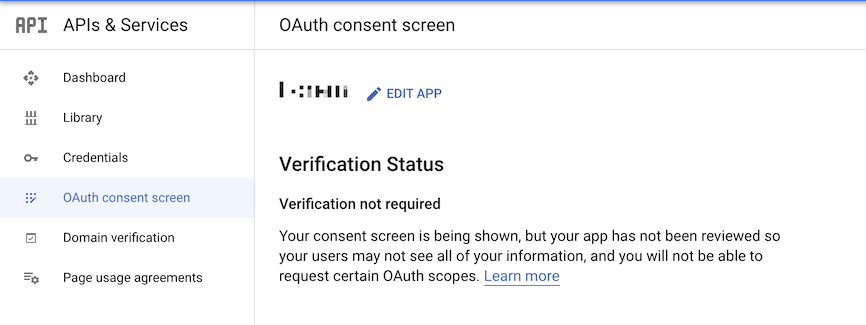 API APIs & Services
OAuth consent screen
Dashboard
Library
Credentials
OAuth consent screen
Domain verification
Page usage agreements
EDIT APP
Verification Status
Verification not required
Your consent screen is being shown, but your app has not been reviewed so
your users may not see all of your information, and you will not be able to
request certain OAuth scopes. Learn more